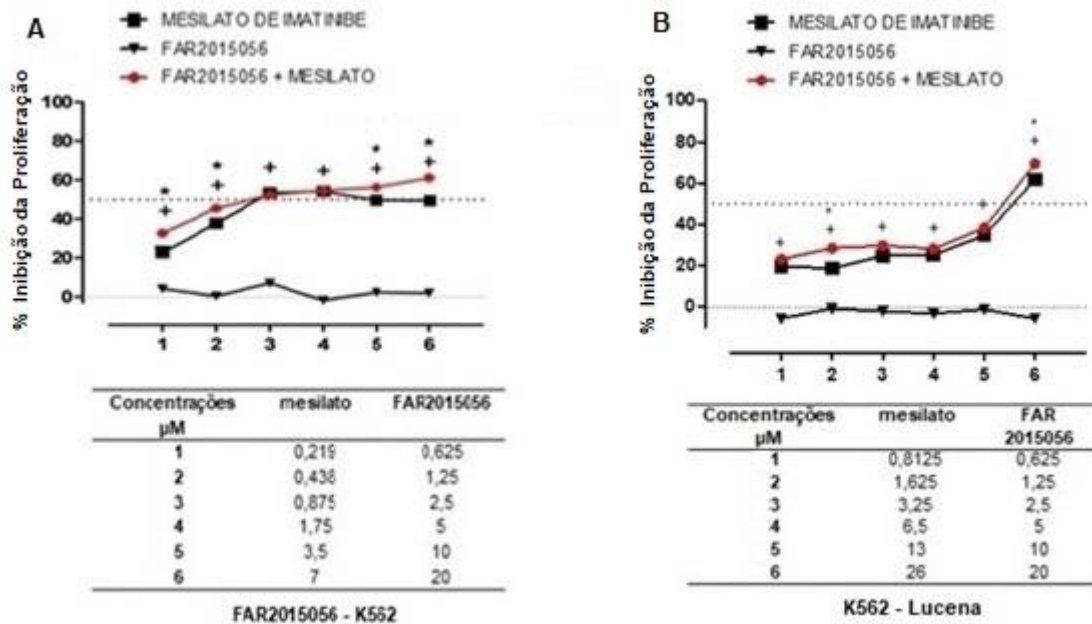 A
MESILATO DE IMATINIBE
FAR2015056
FAR2015056 + MESILATO
% Inibição da Proliferação
100
80
60
40
20
0
* * * *
+ + + + + +
1 2 3 4 5 6
Concentrações µM mesilato FAR2015056
1 0,219 0,625
2 0,438 1,25
3 0,875 2,5
4 1,75 5
5 3,5 10
6 7 20
FAR2015056 - K562
B
MESILATO DE IMATINIBE
FAR2015056
FAR2015056 + MESILATO
% Inibição da Proliferação
100
80
60
40
20
0
* *
+ + + + + +
1 2 3 4 5 6
Concentrações µM mesilato FAR 2015056
1 0,8125 0,625
2 1,625 1,25
3 3,25 2,5
4 6,5 5
5 13 10
6 26 20
K562 - Lucena